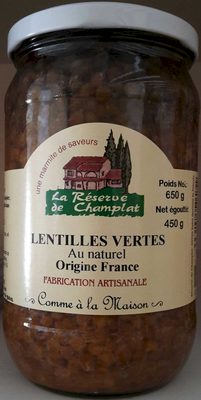 une marmite de saveurs
La Réserve
de Champlat
Poids Net
650 g
Net égoutté
450 g
LENTILLES VERTES
Au naturel
Origine France
FABRICATION ARTISANALE
Comme à la Maison